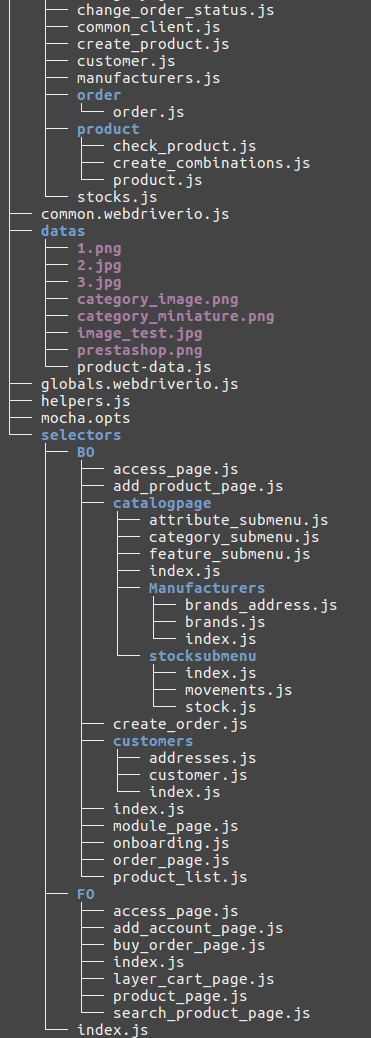 change_order_status.js
common_client.js
create_product.js
customer.js
manufacturers.js
order
order.js
product
check_product.js
create_combinations.js
product.js
stocks.js
common.webdriverio.js
datas
1.png
2.jpg
3.jpg
category_image.png
category_miniature.png
image_test.jpg
prestashop.png
product-data.js
globals.webdriverio.js
helpers.js
mocha.opts
selectors
BO
access_page.js
add_product_page.js
catalogpage
attribute_submenu.js
category_submenu.js
feature_submenu.js
index.js
Manufacturers
brands_address.js
brands.js
index.js
stocksubmenu
index.js
movements.js
stock.js
create_order.js
customers
addresses.js
customer.js
index.js
index.js
module_page.js
onboarding.js
order_page.js
product_list.js
FO
access_page.js
add_account_page.js
buy_order_page.js
index.js
layer_cart_page.js
product_page.js
search_product_page.js
index.js